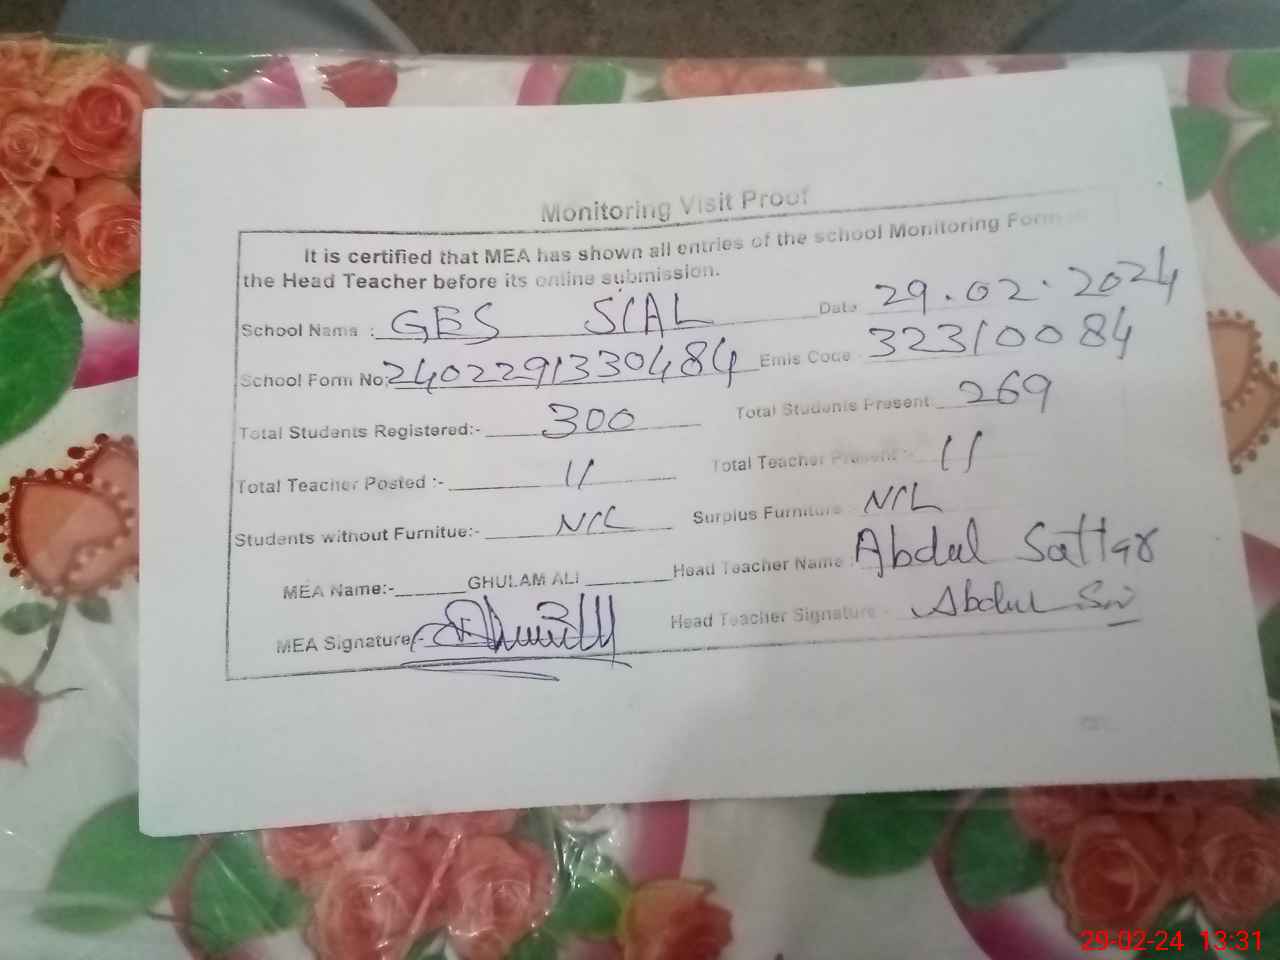 Monitoring Visit Proof
It is certified that MEA has shown all entries of the school Monitoring Form
the Head Teacher before its online submission.
School Name : GES SIAL Date 29.02.2024
School Form No: 2402291330484 Emis Code 32310084
Total Students Registered:- 300 Total Students Present 269
Total Teacher Posted :- 11 Total Teacher Present :- 11
Students without Furnitue:- NIL Surplus Furniture NIL
MEA Name:- GHULAM ALI Head Teacher Name : Abdul Sattar
MEA Signature:- Head Teacher Signature - Abdul
29-02-24 13:31